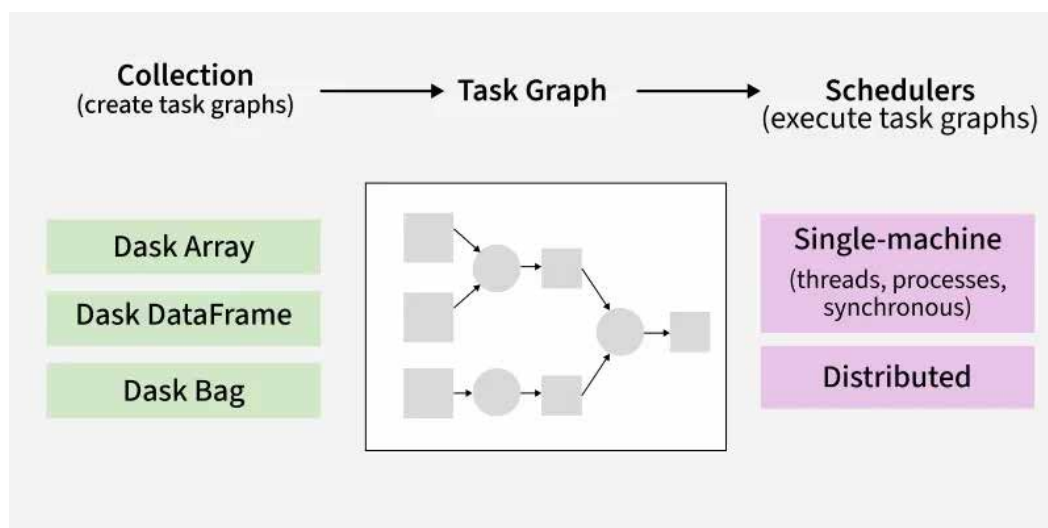 Collection
(create task graphs)
Task Graph
Schedulers
(execute task graphs)
Dask Array
Dask DataFrame
Dask Bag
Single-machine
(threads, processes,
synchronous)
Distributed